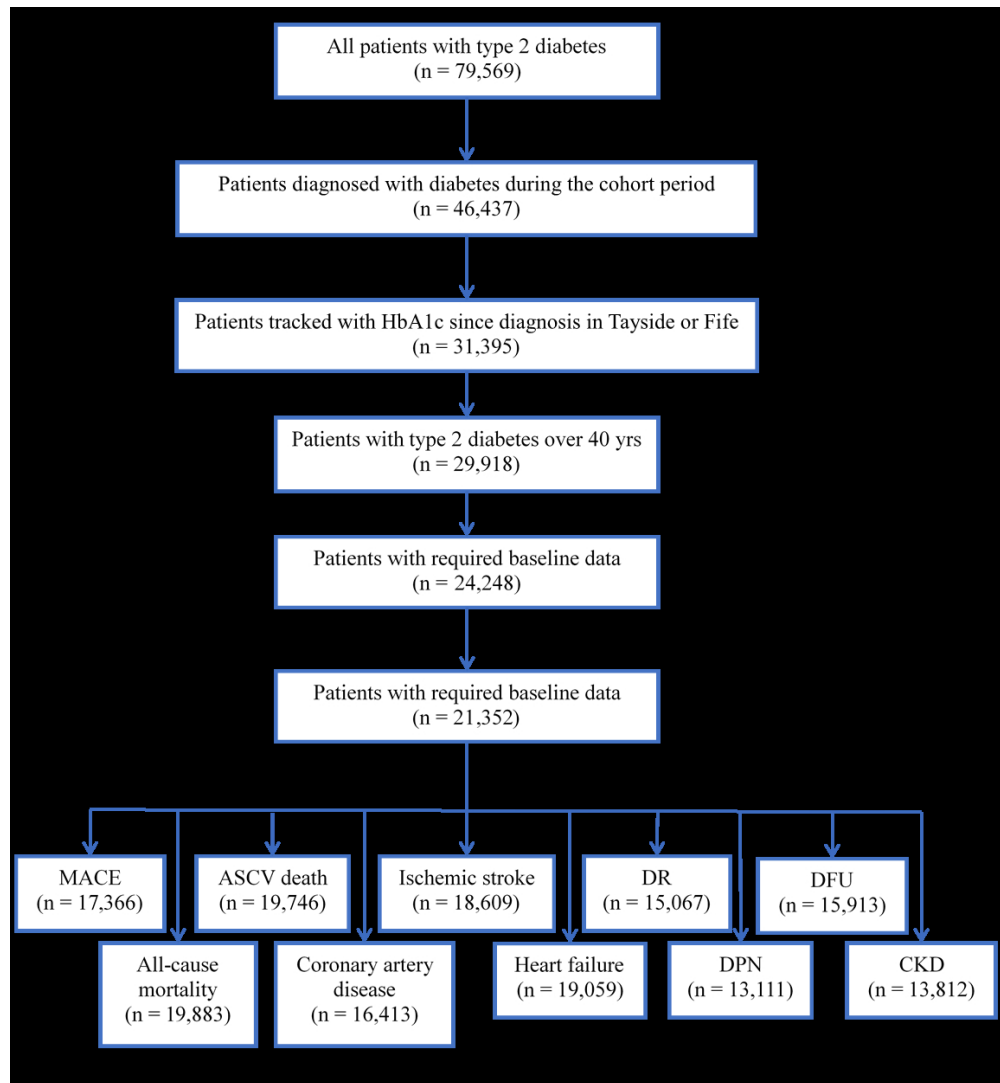 All patients with type 2 diabetes
(n = 79,569)
Patients diagnosed with diabetes during the cohort period
(n = 46,437)
Patients tracked with HbA1c since diagnosis in Tayside or Fife
(n = 31,395)
Patients with type 2 diabetes over 40 yrs
(n = 29,918)
Patients with required baseline data
(n = 24,248)
Patients with required baseline data
(n = 21,352)
MACE
(n = 17,366)
ASCV death
(n = 19,746)
Ischemic stroke
(n = 18,609)
DR
(n = 15,067)
DFU
(n = 15,913)
All-cause
mortality
(n = 19,883)
Coronary artery
disease
(n = 16,413)
Heart failure
(n = 19,059)
DPN
(n = 13,111)
CKD
(n = 13,812)